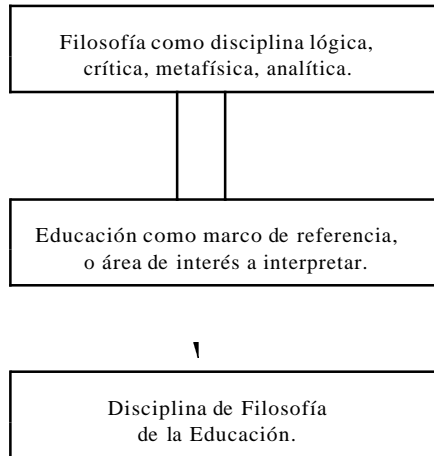 Filosofía como disciplina lógica,
crítica, metafísica, analítica.
Educación como marco de referencia,
o área de interés a interpretar.
Disciplina de Filosofía
de la Educación.